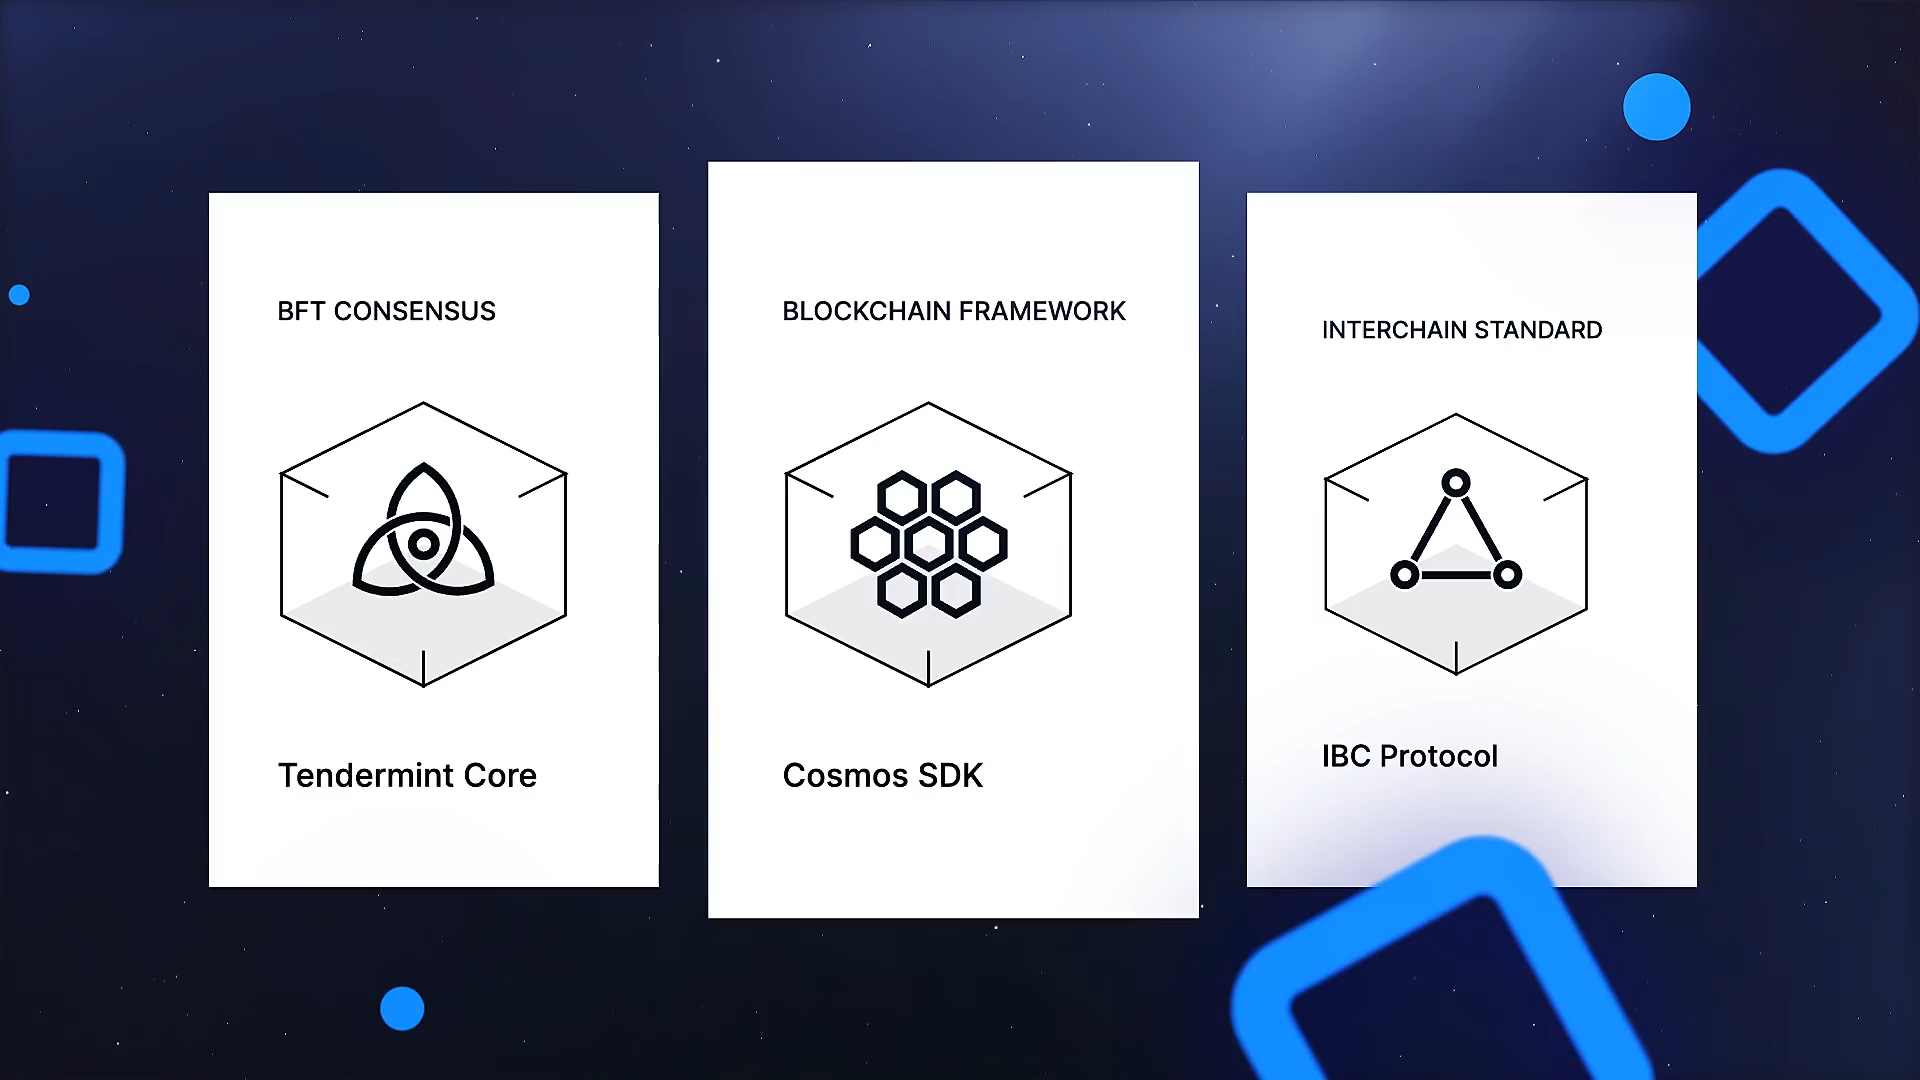 BFT CONSENSUS
Tendermint Core
BLOCKCHAIN FRAMEWORK
Cosmos SDK
INTERCHAIN STANDARD
IBC Protocol